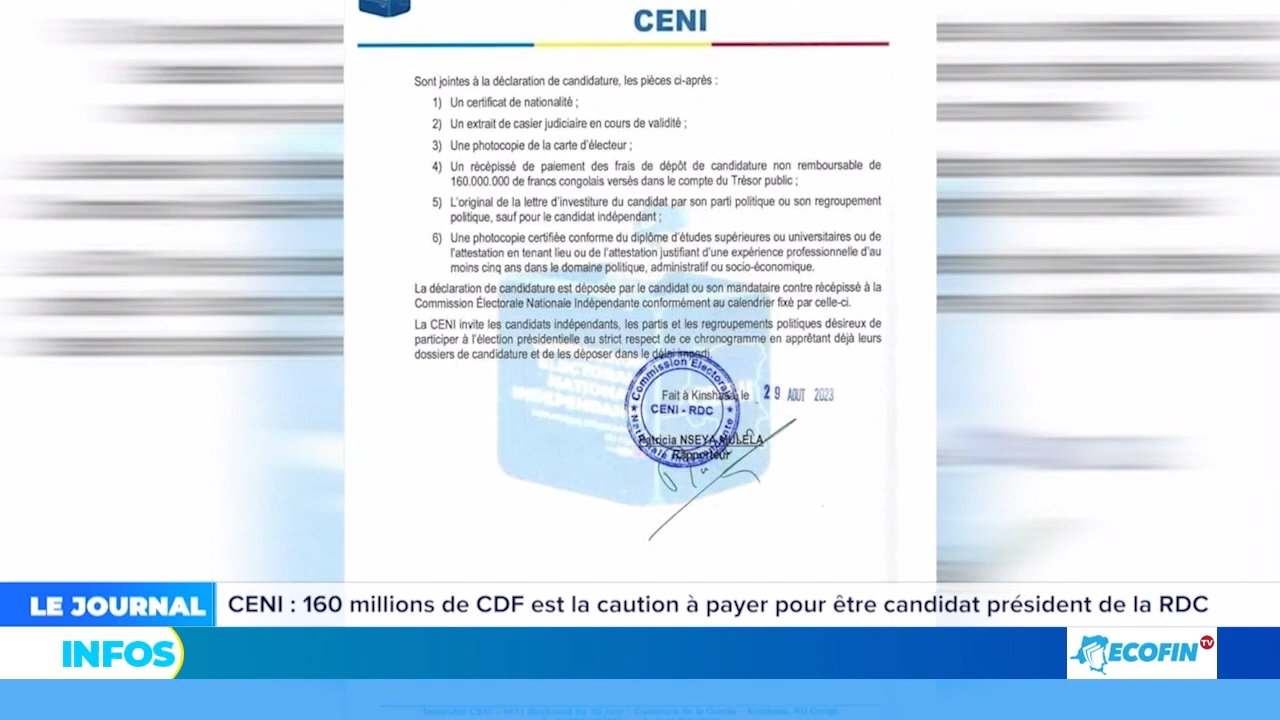 CENI
Sont jointes à la déclaration de candidature, les pièces ci-après :
1) Un certificat de nationalité ;
2) Un extrait de casier judiciaire en cours de validité ;
3) Une photocopie de la carte d'électeur ;
4) Un récépissé de paiement des frais de dépôt de candidature non remboursable de
160.000.000 de francs congolais versés dans le compte du Trésor public ;
5) L'original de la lettre d'investiture du candidat par son parti politique ou son regroupement
politique, sauf pour le candidat indépendant ;
6) Une photocopie certifiée conforme du diplôme d'études supérieures ou universitaires ou de
l'attestation en tenant lieu ou de l'attestation justifiant d'une expérience professionnelle d'au
moins cinq ans dans le domaine politique, administratif ou socio-économique.
La déclaration de candidature est déposée par le candidat ou son mandataire contre récépissé à la
Commission Électorale Nationale Indépendante conformément au calendrier fixé par celle-ci.
La CENI invite les candidats indépendants, les partis et les regroupements politiques désireux de
participer à l'élection présidentielle au strict respect de ce chronogramme en apprêtant déjà leurs
dossiers de candidature et de les déposer dans le délai imparti.
Fait à Kinshasa, le 29 AOUT 2023
Commission Électorale
CENI - RDC
Nationale Indépendante
Patricia NSEYA MULELA
Rapporteur
LE JOURNAL
CENI : 160 millions de CDF est la caution à payer pour être candidat président de la RDC
INFOS
ECOFIN TV